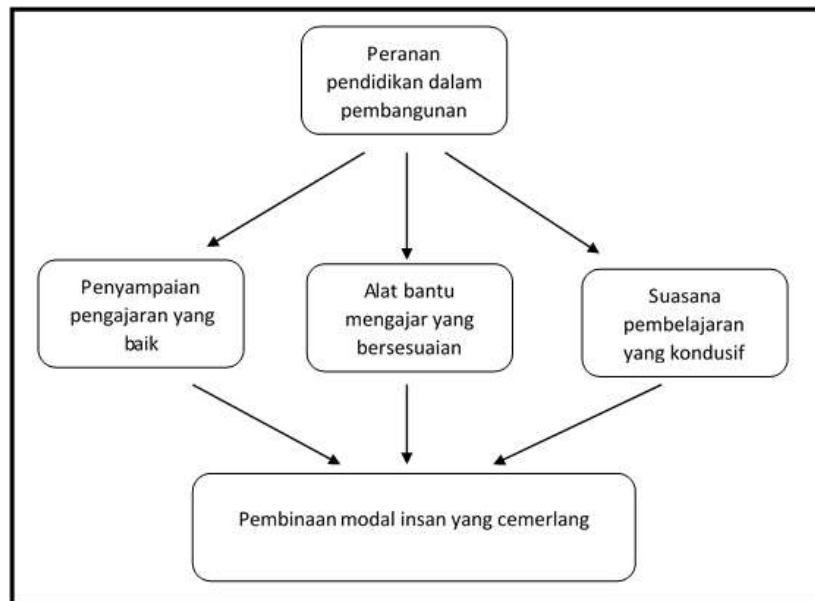 Peranan
pendidikan dalam
pembangunan
Penyampaian
pengajaran yang
baik
Alat bantu
mengajar yang
bersesuaian
Suasana
pembelajaran
yang kondusif
Pembinaan modal insan yang cemerlang